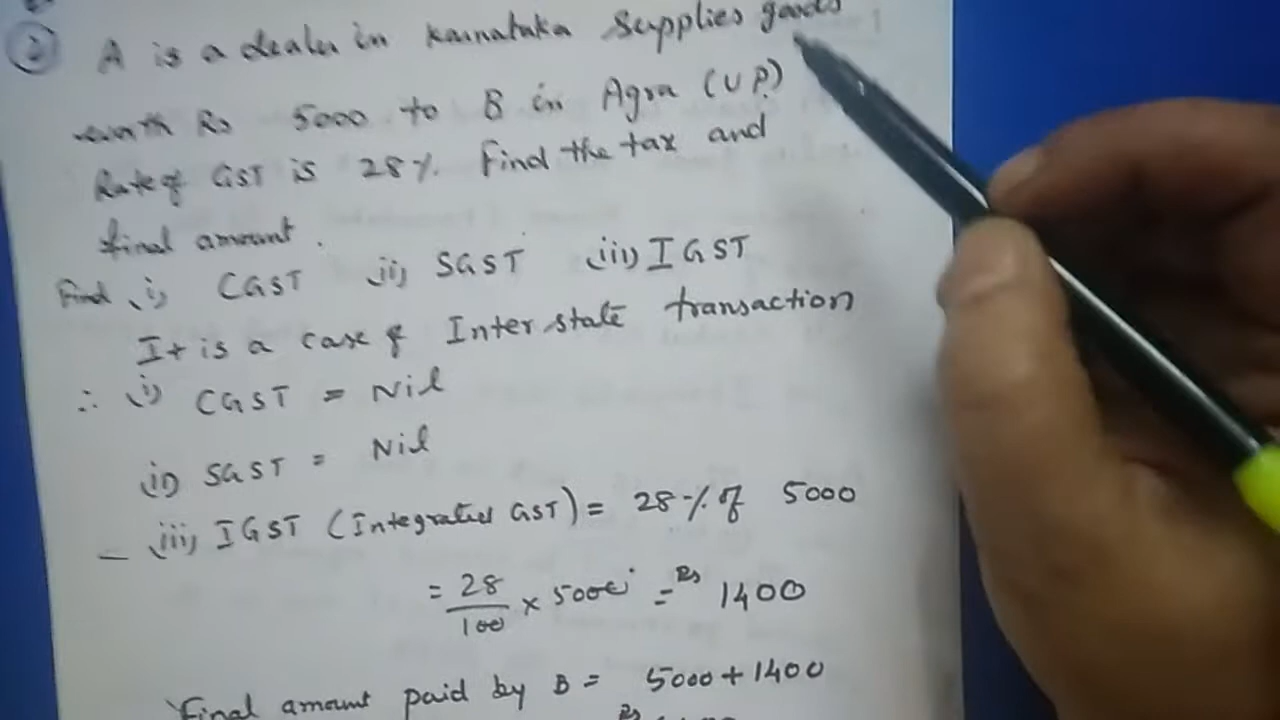 2) A is a dealer in Karnataka Supplies goods
worth Rs 5000 to B in Agra (U.P.)
Rate of GST is 28%. Find the tax and
final amount.
Find i) CGST ii) SGST iii) IGST
It is a case of Inter state transaction
∴ i) CGST = Nil
ii) SGST = Nil
iii) IGST (Integrated GST) = 28% of 5000
= 28/100 × 5000 = Rs 1400
Final amount paid by B = 5000 + 1400
Rs